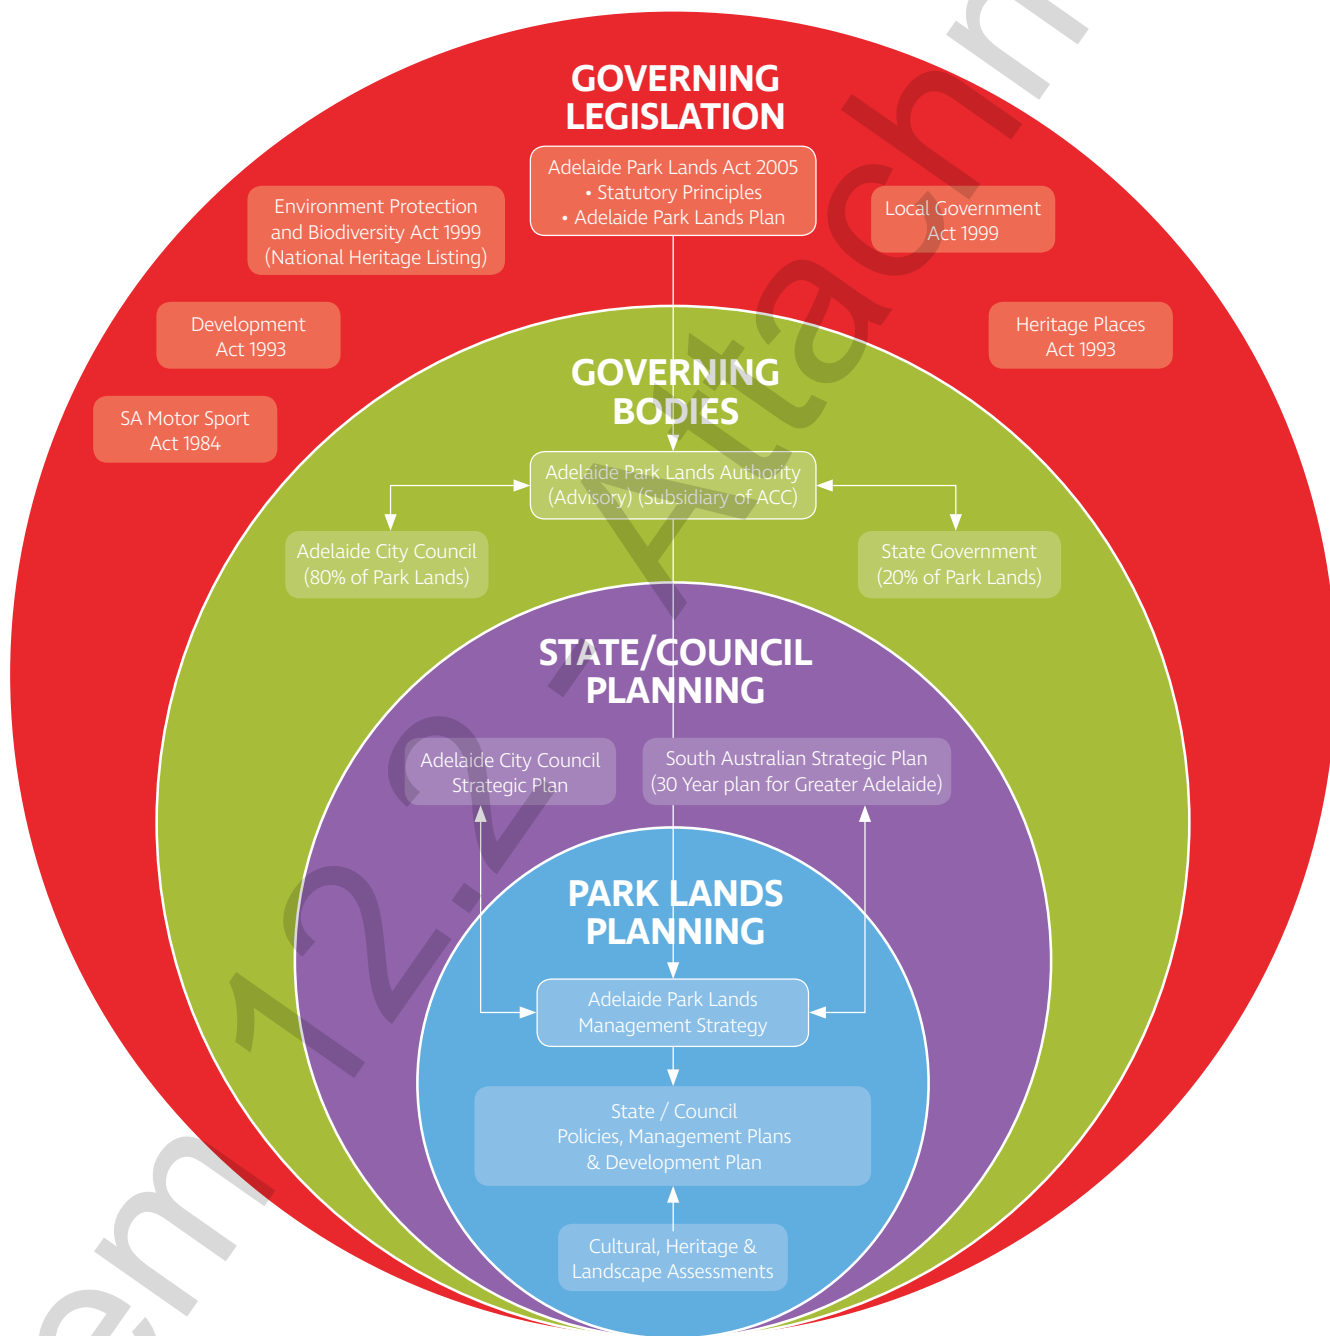 GOVERNING
LEGISLATION
Adelaide Park Lands Act 2005
• Statutory Principles
• Adelaide Park Lands Plan
Environment Protection
and Biodiversity Act 1999
(National Heritage Listing)
Local Government
Act 1999
Development
Act 1993
Heritage Places
Act 1993
SA Motor Sport
Act 1984
GOVERNING
BODIES
Adelaide Park Lands Authority
(Advisory) (Subsidiary of ACC)
Adelaide City Council
(80% of Park Lands)
State Government
(20% of Park Lands)
STATE/COUNCIL
PLANNING
Adelaide City Council
Strategic Plan
South Australian Strategic Plan
(30 Year plan for Greater Adelaide)
PARK LANDS
PLANNING
Adelaide Park Lands
Management Strategy
State / Council
Policies, Management Plans
& Development Plan
Cultural, Heritage &
Landscape Assessments
12.2 -